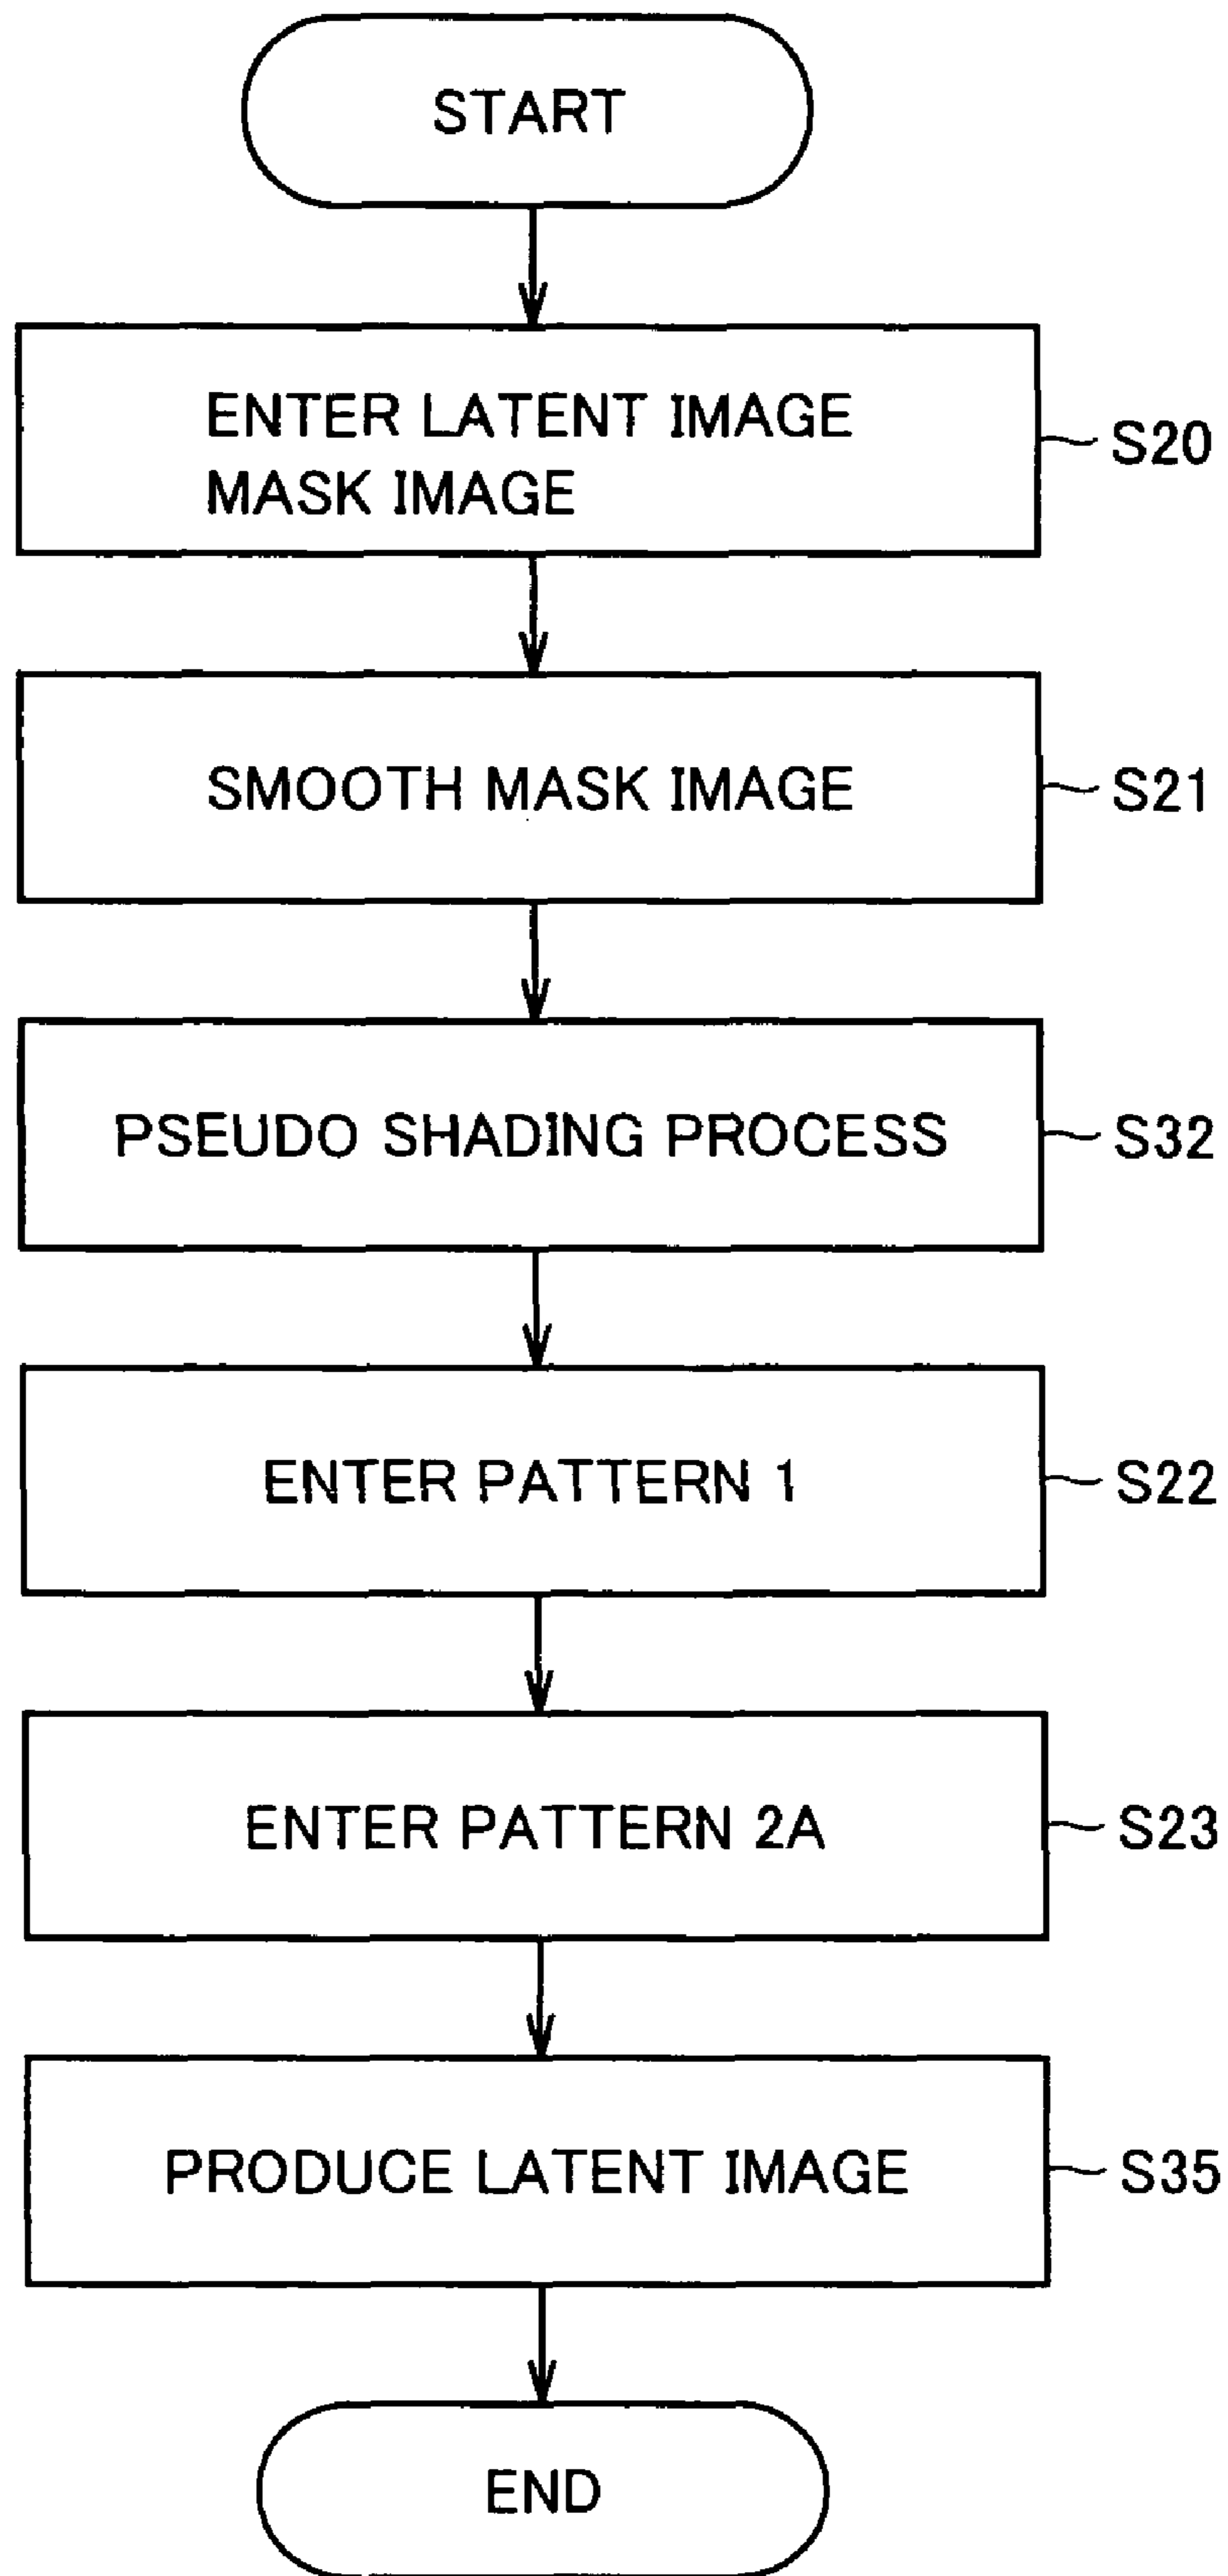 START
ENTER LATENT IMAGE
MASK IMAGE
S20
SMOOTH MASK IMAGE
S21
PSEUDO SHADING PROCESS
S32
ENTER PATTERN 1
S22
ENTER PATTERN 2A
S23
PRODUCE LATENT IMAGE
S35
END